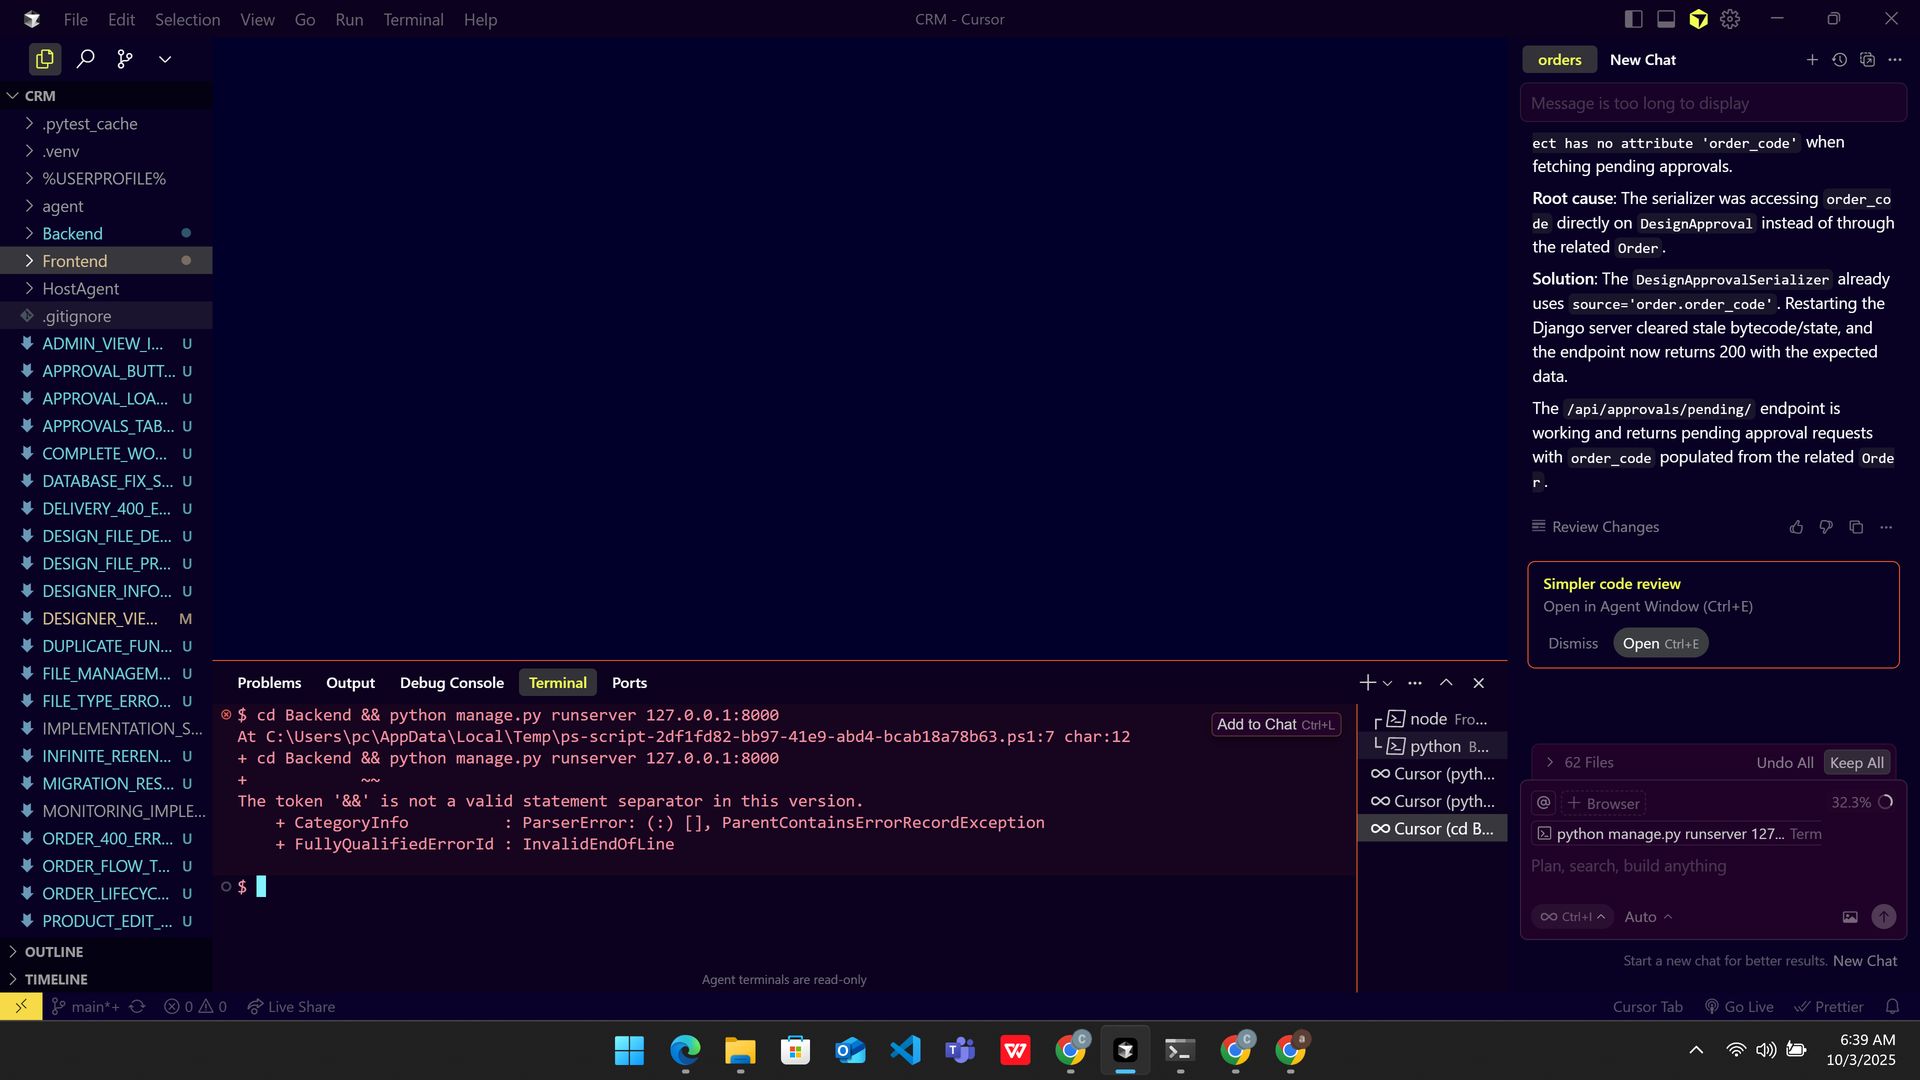 File Edit Selection View Go Run Terminal Help
CRM - Cursor
CRM
.pytest_cache
.venv
%USERPROFILE%
agent
Backend
Frontend
HostAgent
.gitignore
ADMIN_VIEW_I... U
APPROVAL_BUTT... U
APPROVAL_LOA... U
APPROVALS_TAB... U
COMPLETE_WO... U
DATABASE_FIX_S... U
DELIVERY_400_E... U
DESIGN_FILE_DE... U
DESIGN_FILE_PR... U
DESIGNER_INFO... U
DESIGNER_VIE... M
DUPLICATE_FUN... U
FILE_MANAGEM... U
FILE_TYPE_ERRO... U
IMPLEMENTATION_S...
INFINITE_REREN... U
MIGRATION_RES... U
MONITORING_IMPLE...
ORDER_400_ERR... U
ORDER_FLOW_T... U
ORDER_LIFECYC... U
PRODUCT_EDIT_... U
OUTLINE
TIMELINE
Problems Output Debug Console Terminal Ports
$ cd Backend && python manage.py runserver 127.0.0.1:8000
Add to Chat Ctrl+L
At C:\Users\pc\AppData\Local\Temp\ps-script-2df1fd82-bb97-41e9-abd4-bcab18a78b63.ps1:7 char:12
+ cd Backend && python manage.py runserver 127.0.0.1:8000
+            ~~
The token '&&' is not a valid statement separator in this version.
    + CategoryInfo          : ParserError: (:) [], ParentContainsErrorRecordException
    + FullyQualifiedErrorId : InvalidEndOfLine
$
Agent terminals are read-only
node Fro...
python B...
Cursor (pyth...
Cursor (pyth...
Cursor (cd B...
orders New Chat
Message is too long to display
ect has no attribute 'order_code' when
fetching pending approvals.
Root cause: The serializer was accessing order_co
de directly on DesignApproval instead of through
the related Order.
Solution: The DesignApprovalSerializer already
uses source='order.order_code'. Restarting the
Django server cleared stale bytecode/state, and
the endpoint now returns 200 with the expected
data.
The /api/approvals/pending/ endpoint is
working and returns pending approval requests
with order_code populated from the related Orde
r.
Review Changes
Simpler code review
Open in Agent Window (Ctrl+E)
Dismiss Open Ctrl+E
62 Files Undo All Keep All
@ + Browser 32.3%
python manage.py runserver 127... Term
Plan, search, build anything
Ctrl+I Auto
Start a new chat for better results. New Chat
main*+ 0 0 Live Share
Cursor Tab Go Live Prettier
6:39 AM
10/3/2025